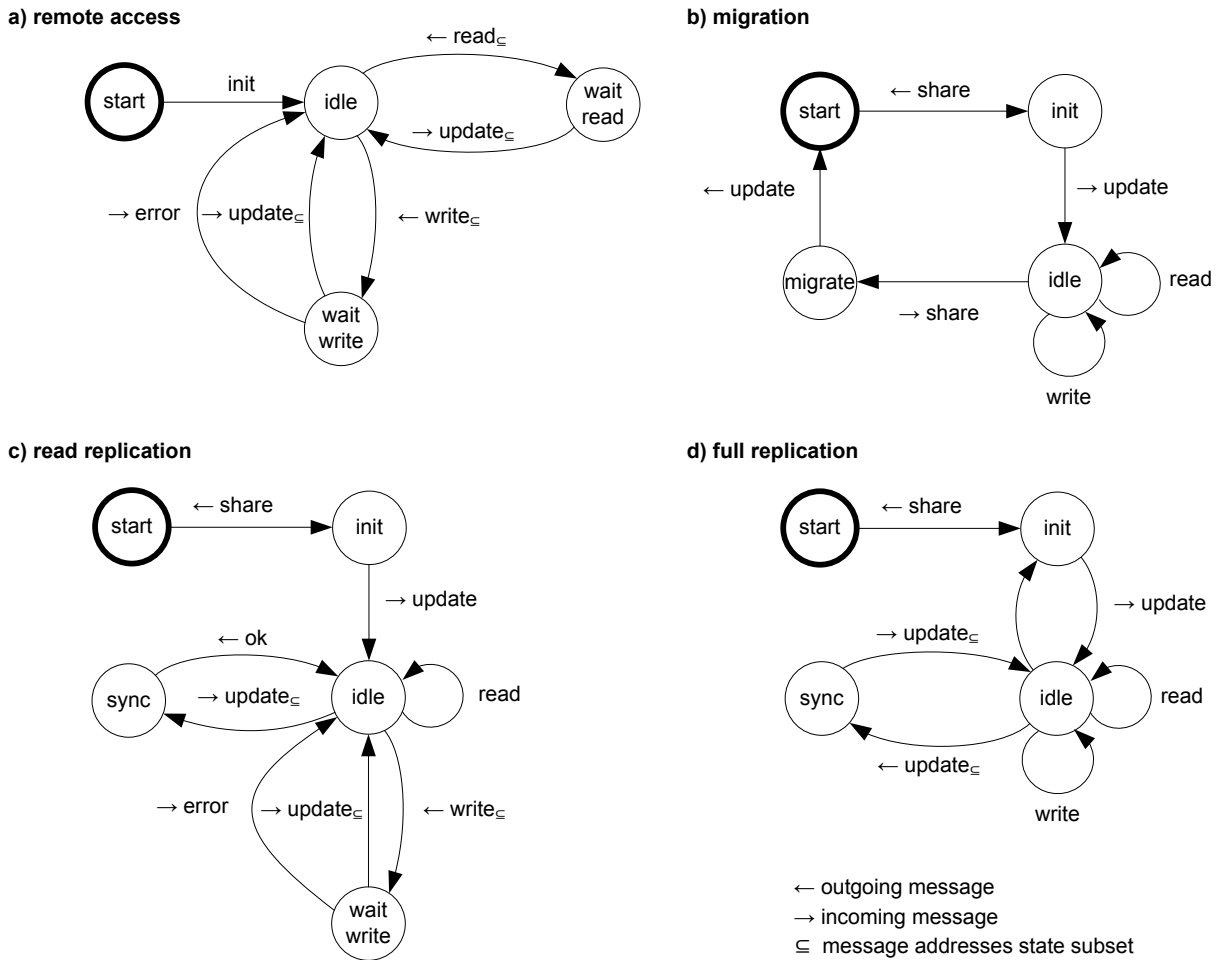 a) remote access
start
init
idle
← read⊆
wait
read
→ update⊆
→ error
→ update⊆
← write⊆
wait
write
b) migration
start
← share
init
← update
→ update
migrate
→ share
idle
read
write
c) read replication
start
← share
init
→ update
← ok
sync
→ update⊆
idle
read
→ error
→ update⊆
← write⊆
wait
write
d) full replication
start
← share
init
→ update
→ update⊆
sync
idle
read
← update⊆
write
← outgoing message
→ incoming message
⊆ message addresses state subset